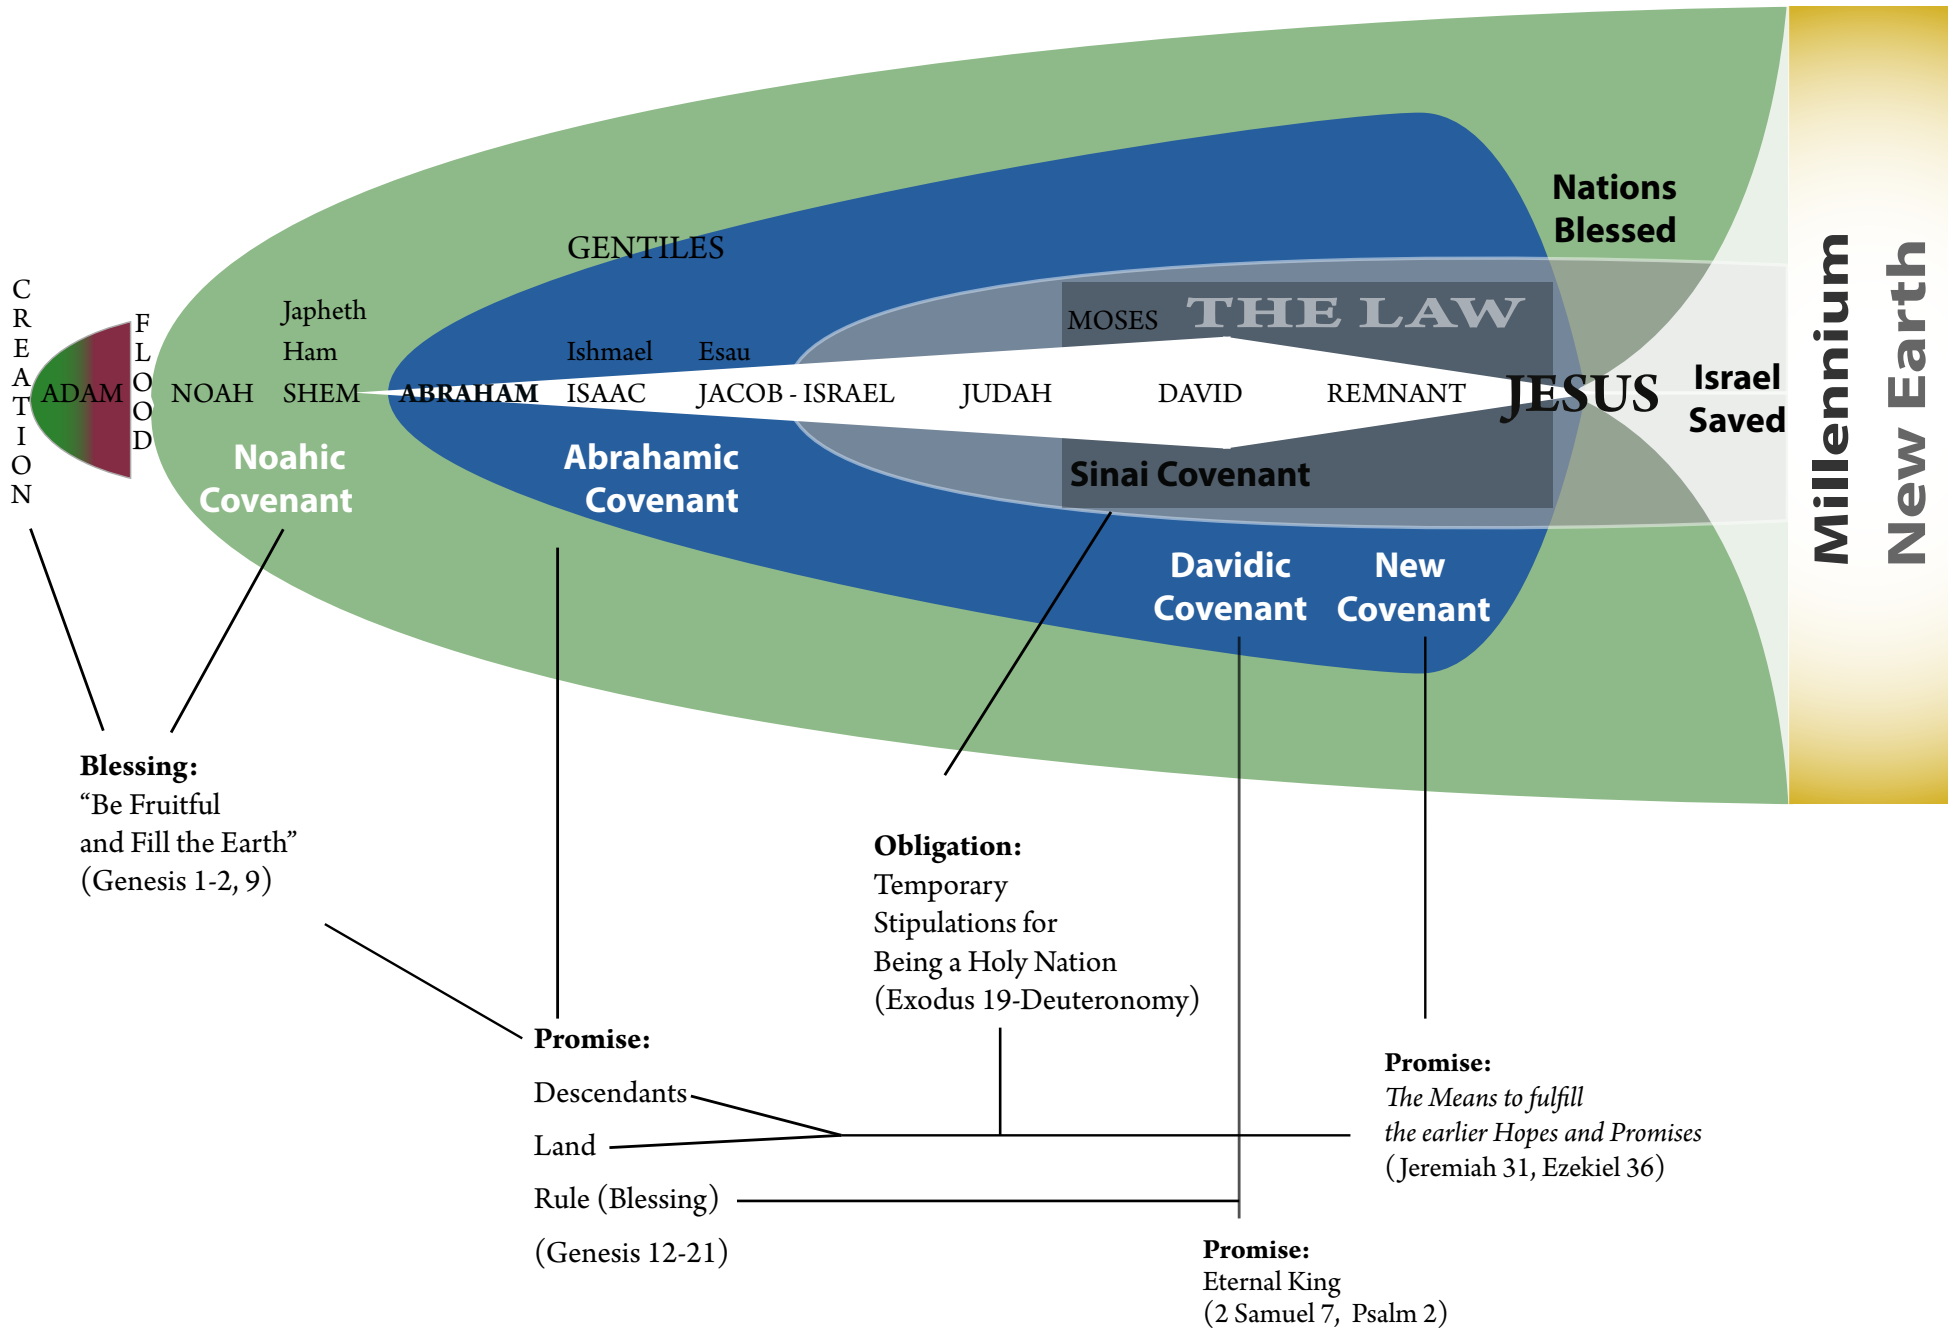 CREATION
ADAM
FLOOD
NOAH
Japheth
Ham
SHEM
Noahic
Covenant
GENTILES
ABRAHAM
Ishmael
ISAAC
Esau
JACOB - ISRAEL
Abrahamic
Covenant
JUDAH
MOSES
THE LAW
DAVID
REMNANT
Sinai Covenant
Davidic
Covenant
New
Covenant
JESUS
Nations
Blessed
Israel
Saved
Millennium
New Earth
Blessing:
“Be Fruitful
and Fill the Earth”
(Genesis 1-2, 9)
Promise:
Descendants
Land
Rule (Blessing)
(Genesis 12-21)
Obligation:
Temporary
Stipulations for
Being a Holy Nation
(Exodus 19-Deuteronomy)
Promise:
Eternal King
(2 Samuel 7, Psalm 2)
Promise:
The Means to fulfill
the earlier Hopes and Promises
(Jeremiah 31, Ezekiel 36)